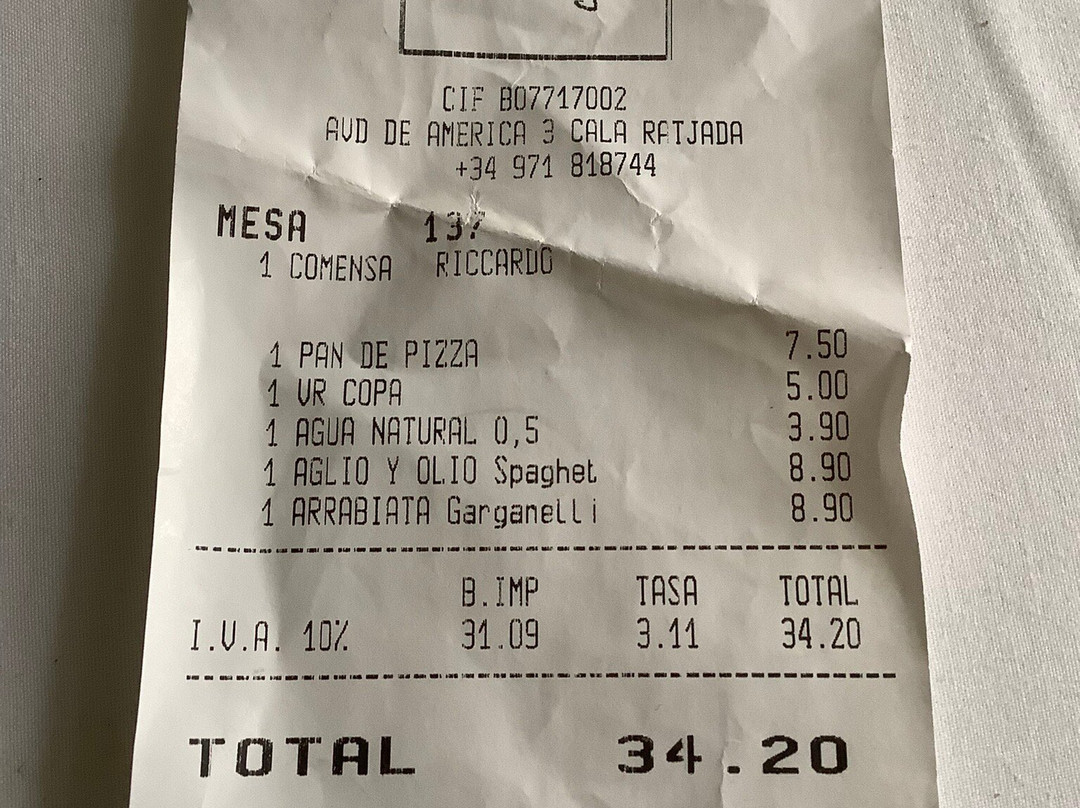 CIF B07717002
AVD DE AMERICA 3 CALA RATJADA
+34 971 818744
MESA 137
1 COMENSA RICCARDO
1 PAN DE PIZZA 7.50
1 VR COPA 5.00
1 AGUA NATURAL 0,5 3.90
1 AGLIO Y OLIO Spaghet 8.90
1 ARRABIATA Garganelli 8.90
B.IMP TASA TOTAL
I.V.A. 10% 31.09 3.11 34.20
TOTAL 34.20